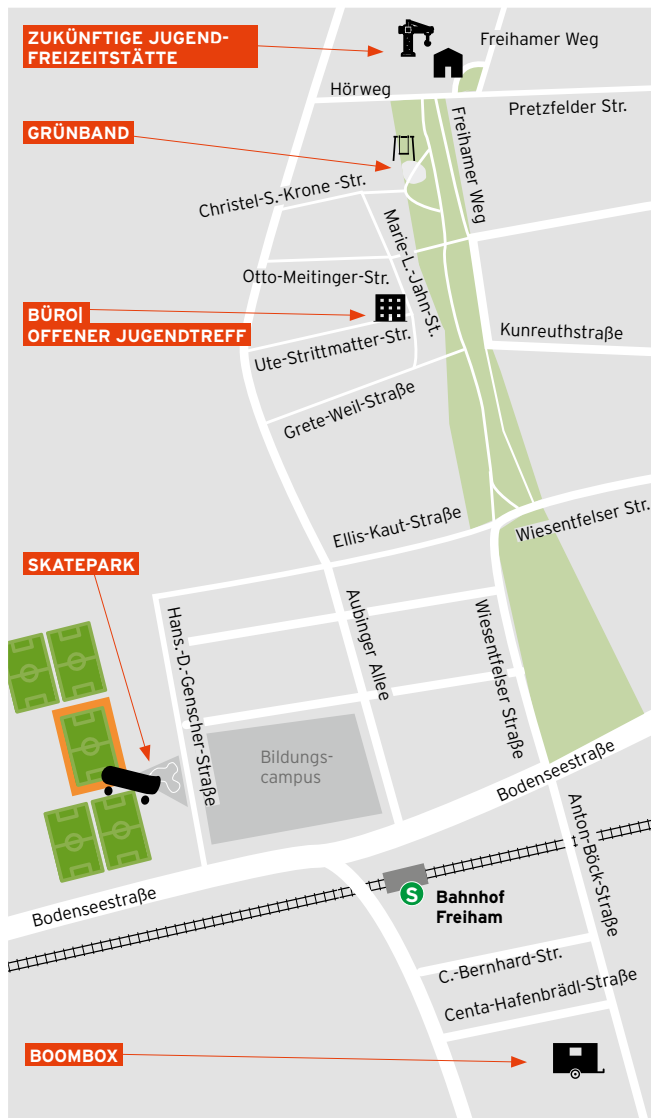 ZUKÜNFTIGE JUGEND-
FREIZEITSTÄTTE
Freihamer Weg
Hörweg
Pretzfelder Str.
GRÜNBAND
Freihamer Weg
Christel-S.-Krone -Str.
Marie-L.-Jahn-St.
Otto-Meitinger-Str.
BÜRO|
OFFENER JUGENDTREFF
Kunreuthstraße
Ute-Strittmatter-Str.
Grete-Weil-Straße
Ellis-Kaut-Straße
Wiesentfelser Str.
SKATEPARK
Hans.-D.-Genscher-Straße
Aubinger Allee
Wiesentfelser Straße
Bildungs-
campus
Bodenseestraße
Anton-Böck-Straße
Bodenseestraße
S
Bahnhof
Freiham
C.-Bernhard-Str.
Centa-Hafenbrädl-Straße
BOOMBOX